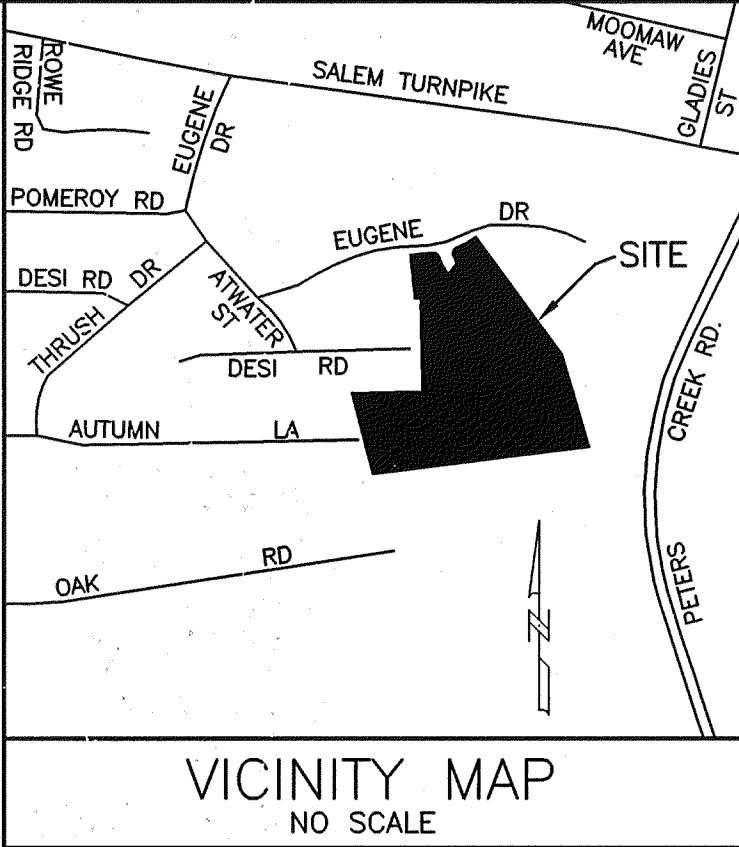 MOOMAW
AVE
GLADIES
ST
SALEM TURNPIKE
ROWE
RIDGE RD
EUGENE
DR
POMEROY RD
EUGENE DR
SITE
DESI RD
THRUSH DR
ATWATER
ST
DESI RD
AUTUMN LA
PETERS CREEK RD.
OAK RD
N
VICINITY MAP
NO SCALE